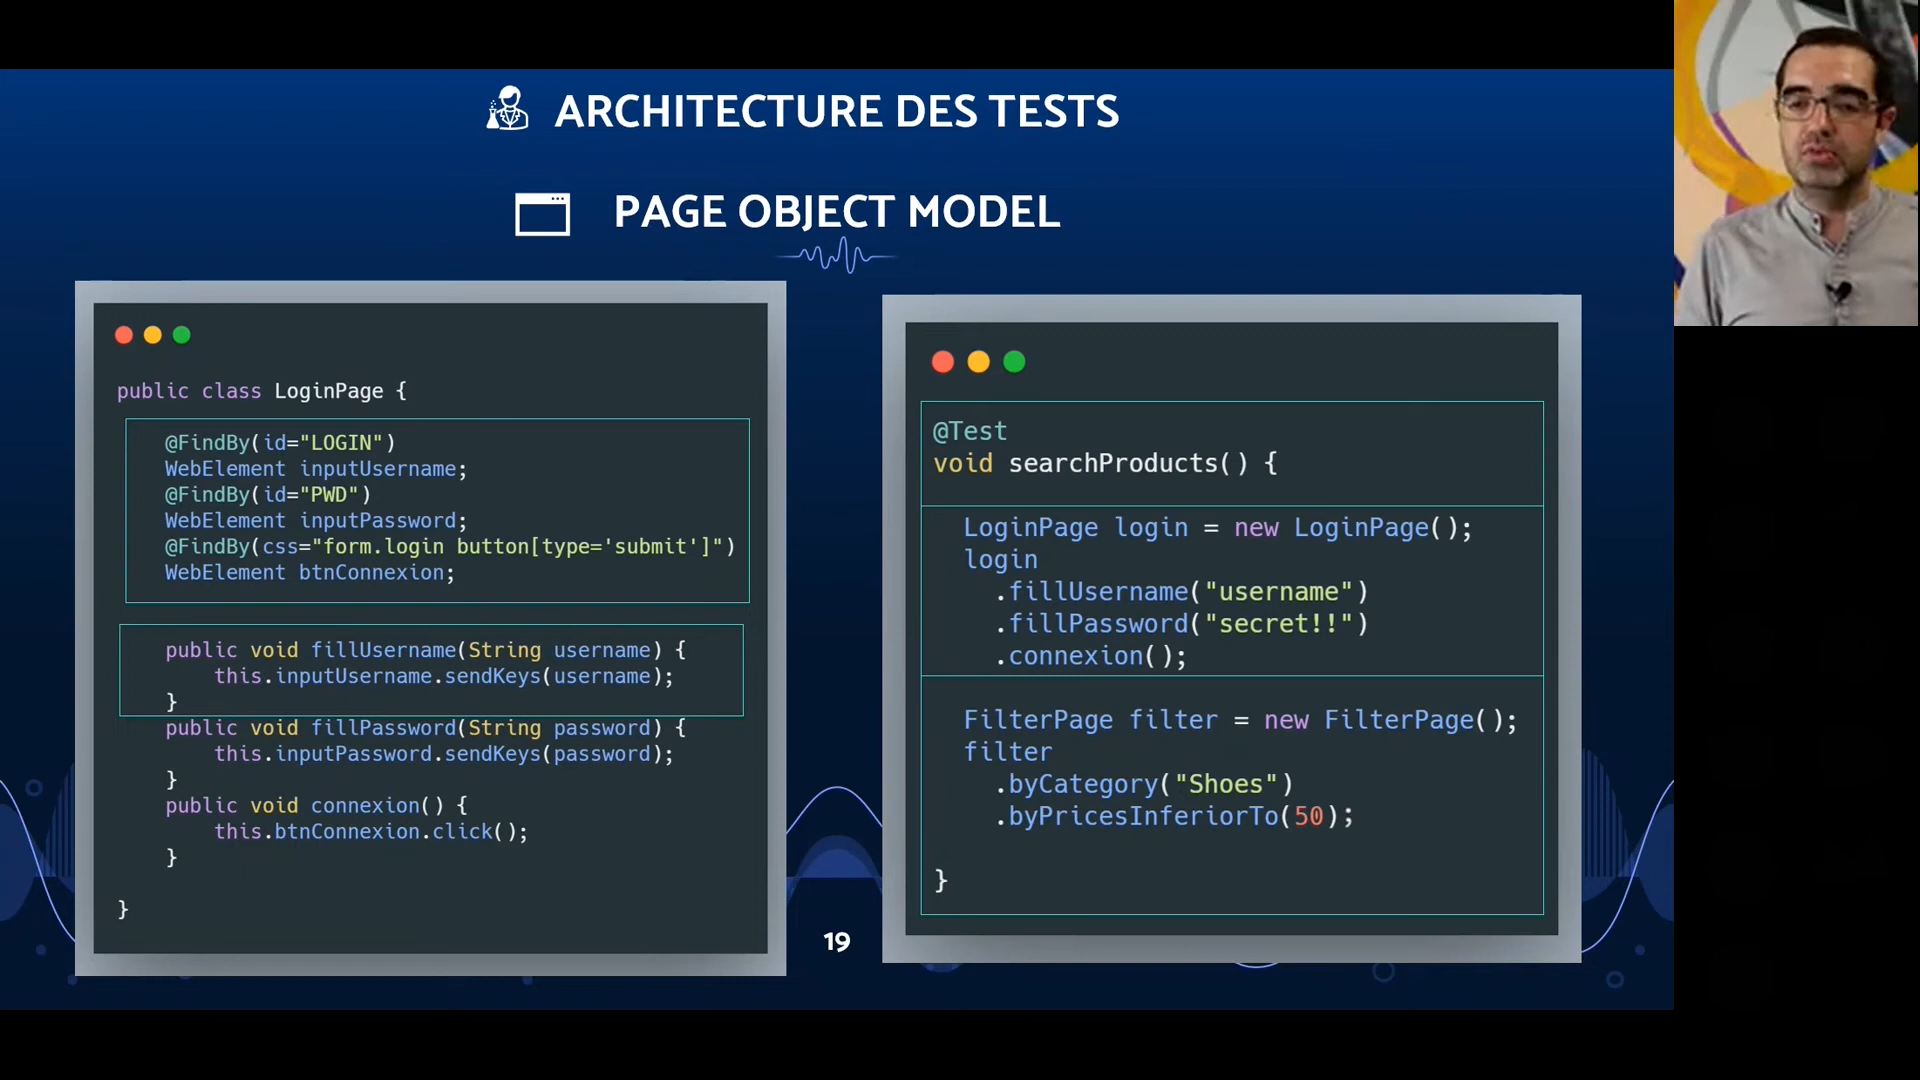 ARCHITECTURE DES TESTS
PAGE OBJECT MODEL
public class LoginPage {
@FindBy(id="LOGIN")
WebElement inputUsername;
@FindBy(id="PWD")
WebElement inputPassword;
@FindBy(css="form.login button[type='submit']")
WebElement btnConnexion;
public void fillUsername(String username) {
this.inputUsername.sendKeys(username);
}
public void fillPassword(String password) {
this.inputPassword.sendKeys(password);
}
public void connexion() {
this.btnConnexion.click();
}
}
@Test
void searchProducts() {
LoginPage login = new LoginPage();
login
.fillUsername("username")
.fillPassword("secret!!")
.connexion();
FilterPage filter = new FilterPage();
filter
.byCategory("Shoes")
.byPricesInferiorTo(50);
}
19